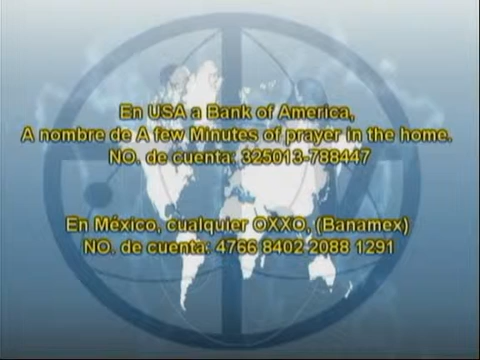 En USA a Bank of America,
A nombre de A few Minutes of prayer in the home.
NO. de cuenta: 325013-788447
En México, cualquier OXXO, (Banamex)
NO. de cuenta: 4766 8402 2088 1291